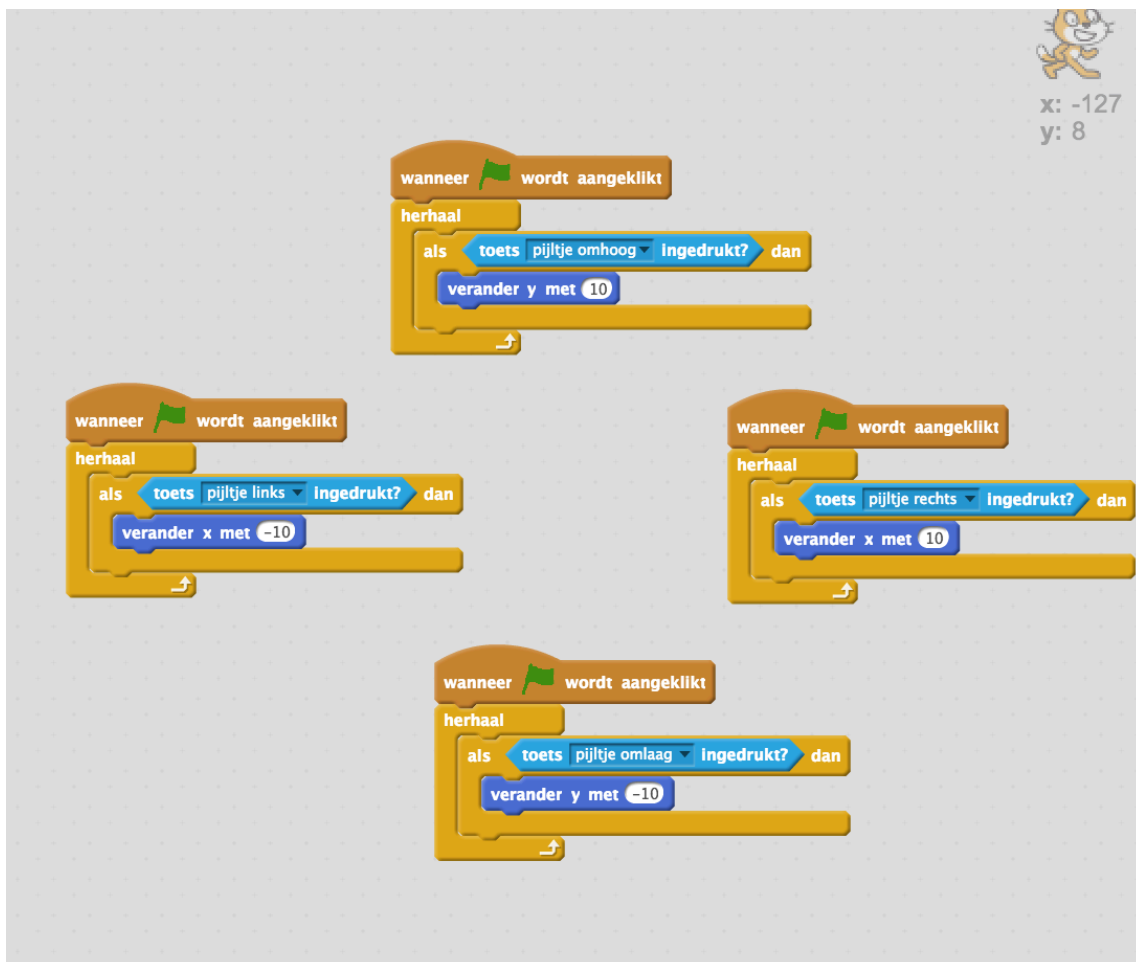 x: -127
y: 8
wanneer wordt aangeklikt
herhaal
als toets pijltje omhoog ingedrukt? dan
verander y met 10
wanneer wordt aangeklikt
herhaal
als toets pijltje links ingedrukt? dan
verander x met -10
wanneer wordt aangeklikt
herhaal
als toets pijltje rechts ingedrukt? dan
verander x met 10
wanneer wordt aangeklikt
herhaal
als toets pijltje omlaag ingedrukt? dan
verander y met -10